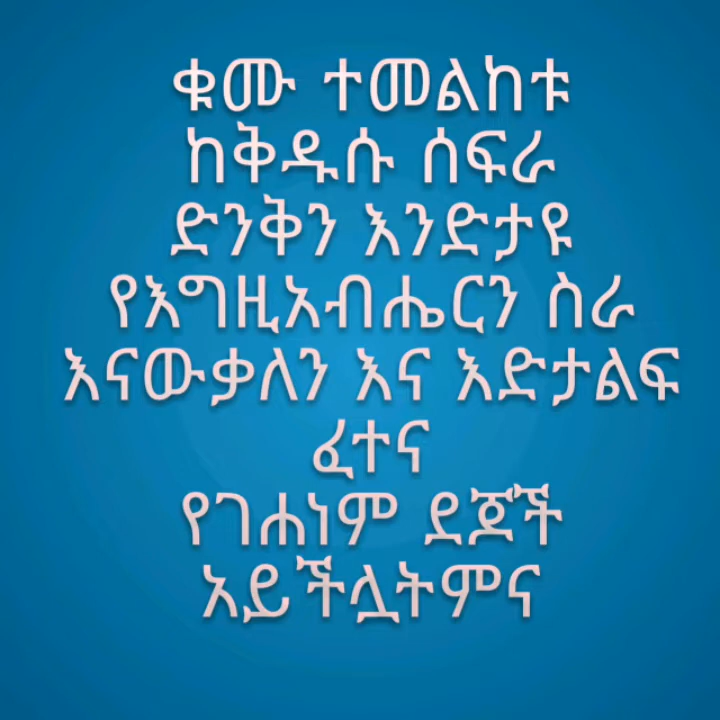 ቁሙ ተመልከቱ
ከቅዱሱ ሰፍራ
ድንቅን እንድታዩ
የእግዚአብሔርን ስራ
እናውቃለን እና እድታልፍ
ፈተና
የገሐነም ደጆች
አይችሏትምና